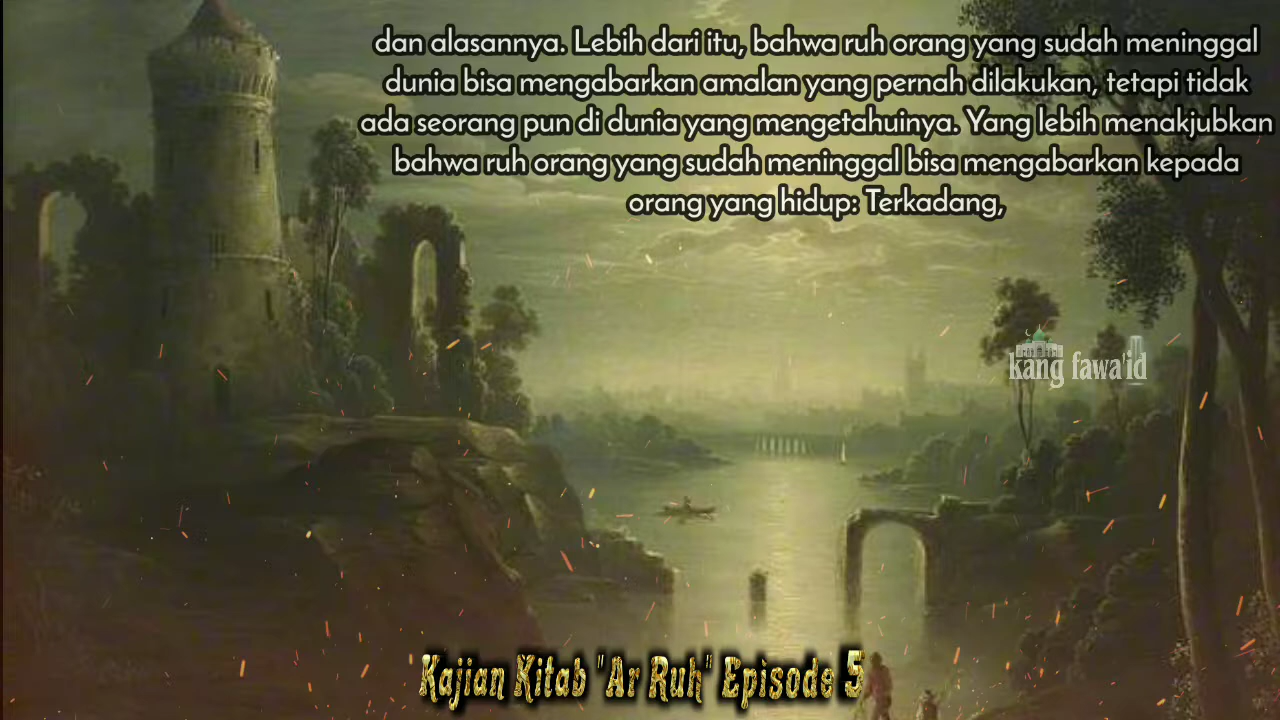 dan alasannya. Lebih dari itu, bahwa ruh orang yang sudah meninggal
dunia bisa mengabarkan amalan yang pernah dilakukan, tetapi tidak
ada seorang pun di dunia yang mengetahuinya. Yang lebih menakjubkan
bahwa ruh orang yang sudah meninggal bisa mengabarkan kepada
orang yang hidup: Terkadang,
kang fawa'id
Kajian Kitab "Ar Ruh" Episode 5